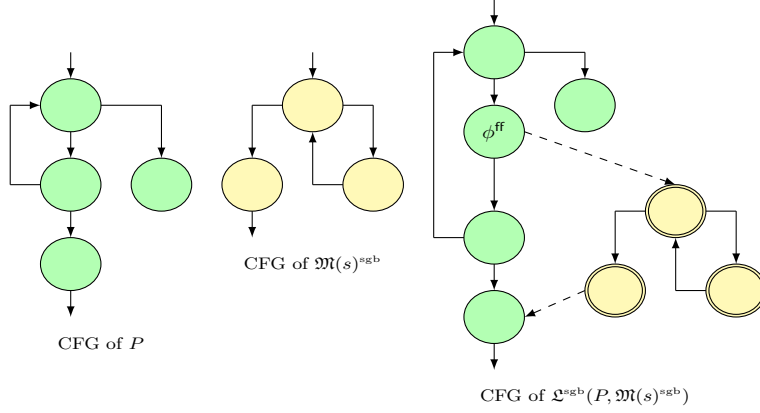 ϕ^ff
CFG of 𝔐(s)^sgb
CFG of P
CFG of 𝔏^sgb(P, 𝔐(s)^sgb)